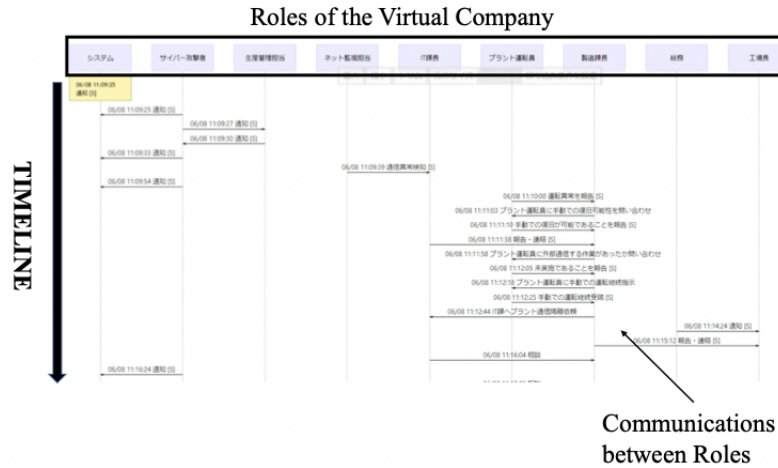 Roles of the Virtual Company
システム
サイバー攻撃者
生産管理担当
ネット監視担当
IT課長
プラント運転員
製造課長
総務
工場長
06/08 11:09:25
通知 [S]
06/08 11:09:25 通知 [S]
06/08 11:09:27 通知 [S]
06/08 11:09:30 通知 [S]
06/08 11:09:33 通知 [S]
06/08 11:09:39 通信異常検知 [S]
06/08 11:09:54 通知 [S]
06/08 11:10:00 運転異常を報告 [S]
06/08 11:11:03 プラント運転員に手動での復旧可能性を問い合わせ
06/08 11:11:10 手動での復旧が可能であることを報告 [S]
06/08 11:11:38 報告・連絡 [S]
06/08 11:11:58 プラント運転員に外部通信する作業があったか問い合わせ
06/08 11:12:05 未実施であることを報告 [S]
06/08 11:12:18 プラント運転員に手動での運転継続指示
06/08 11:12:25 手動での運転継続受領 [S]
06/08 11:12:44 IT課へプラント通信隔離依頼
06/08 11:14:24 通知 [S]
06/08 11:15:12 報告・連絡 [S]
06/08 11:16:04 相談
06/08 11:16:24 通知 [S]
TIMELINE
Communications
between Roles